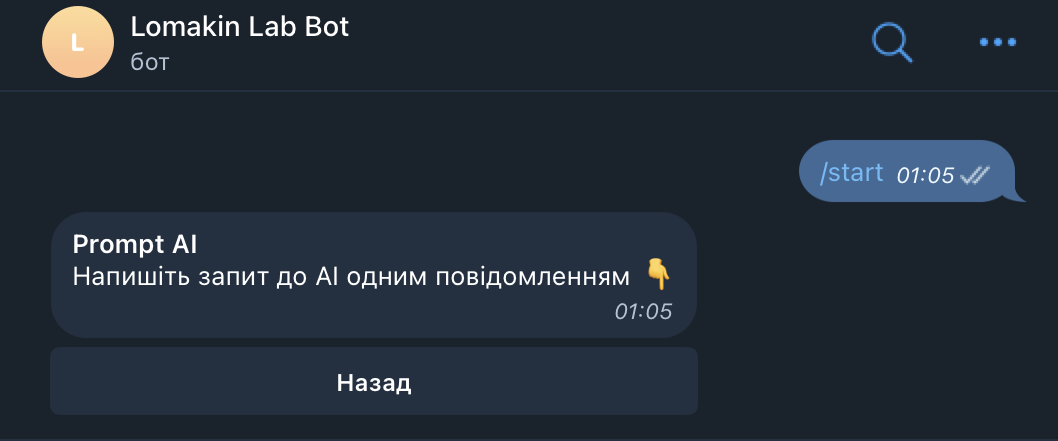 L
Lomakin Lab Bot
бот
/start 01:05
Prompt AI
Напишіть запит до AI одним повідомленням 👇
01:05
Назад